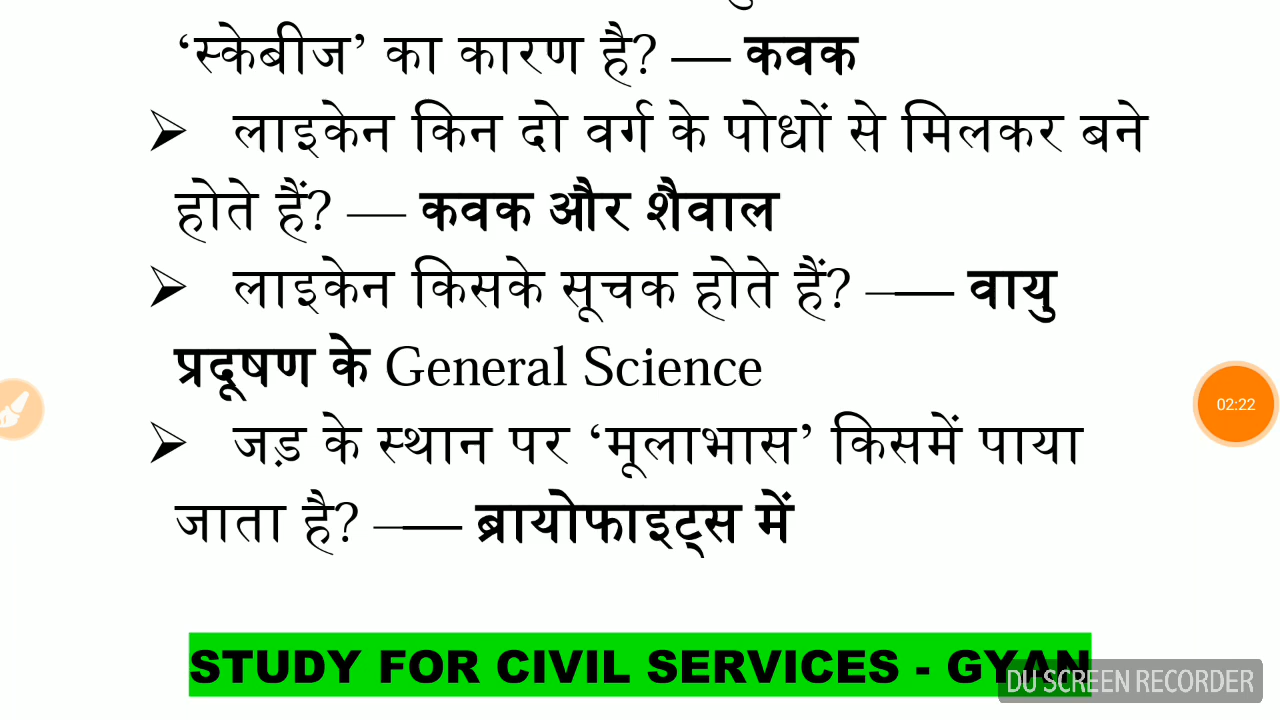 ‘स्केबीज’ का कारण है? — कवक
➢ लाइकेन किन दो वर्ग के पोधों से मिलकर बने
होते हैं? — कवक और शैवाल
➢ लाइकेन किसके सूचक होते हैं? —– वायु
प्रदूषण के General Science
02:22
➢ जड़ के स्थान पर ‘मूलाभास’ किसमें पाया
जाता है? —– ब्रायोफाइट्स में
STUDY FOR CIVIL SERVICES - GYAN
DU SCREEN RECORDER